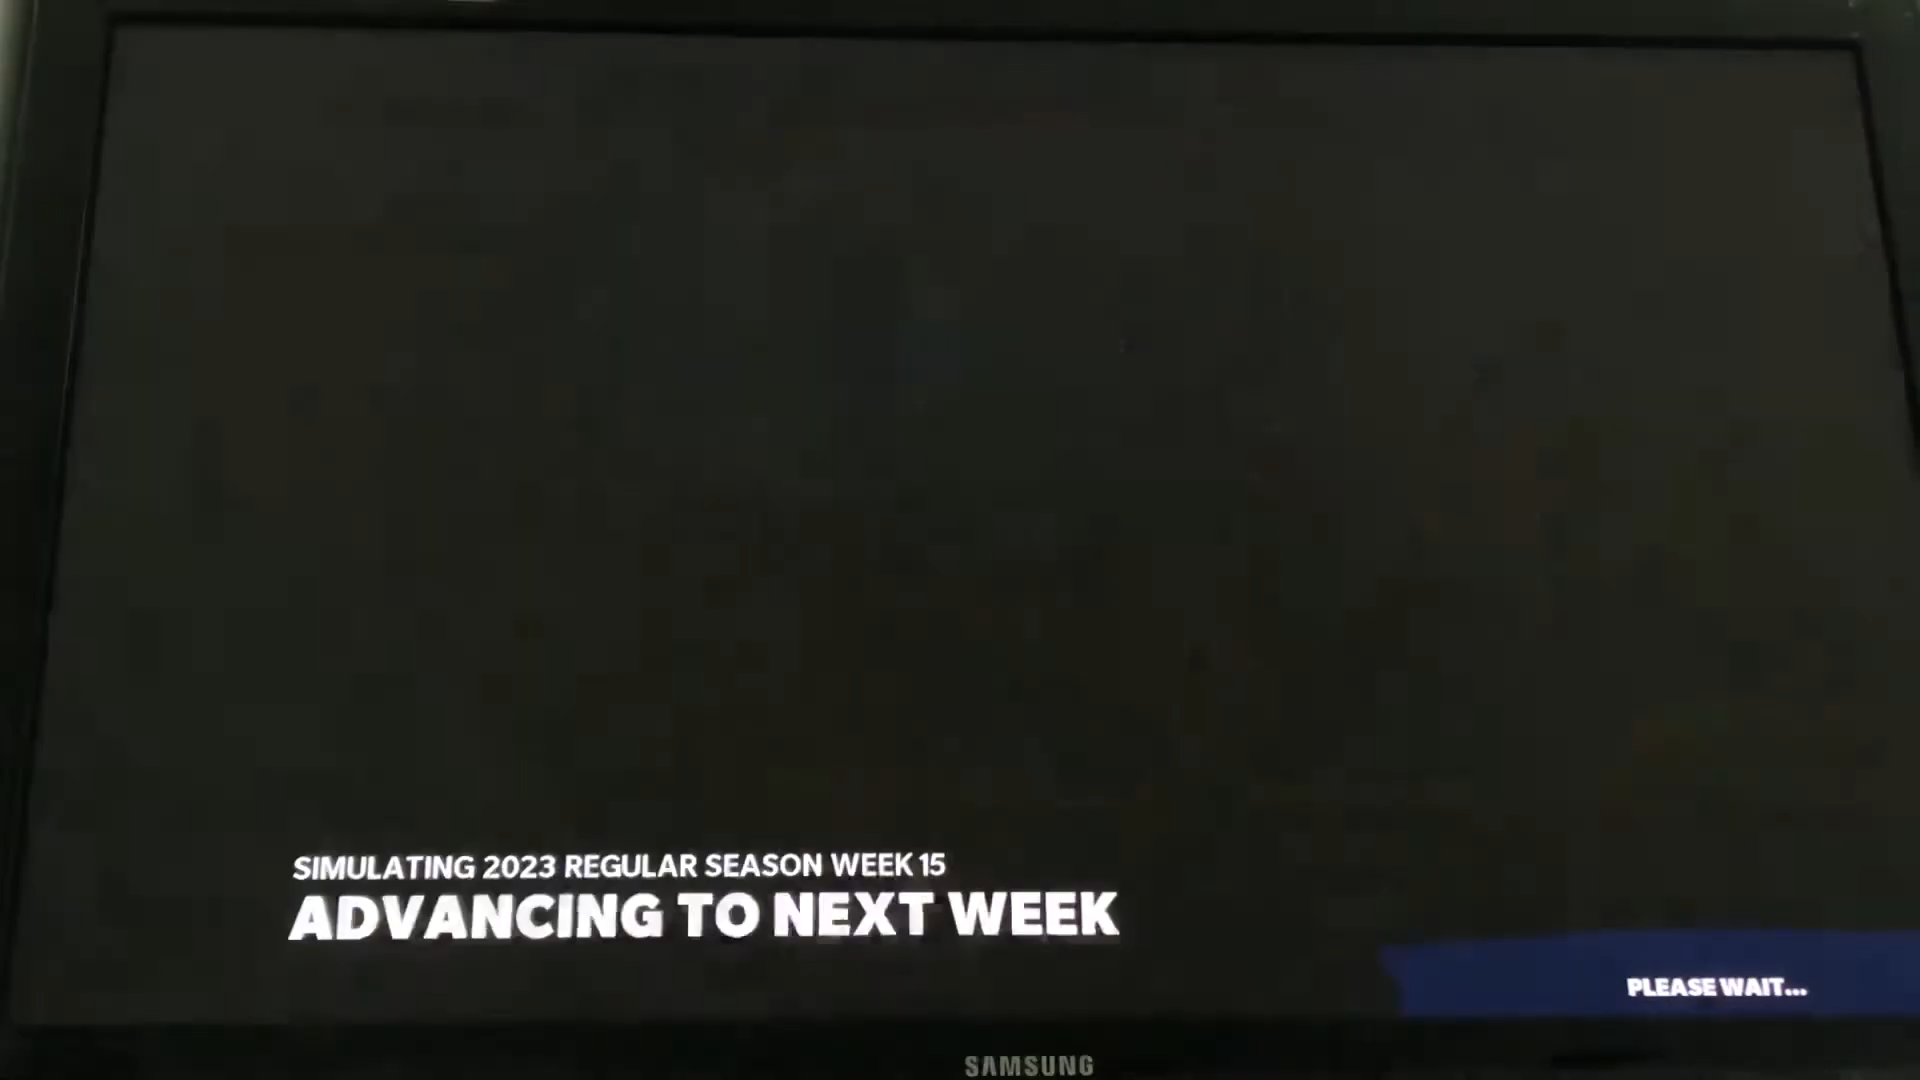 SIMULATING 2023 REGULAR SEASON WEEK 15
ADVANCING TO NEXT WEEK
PLEASE WAIT...
SAMSUNG